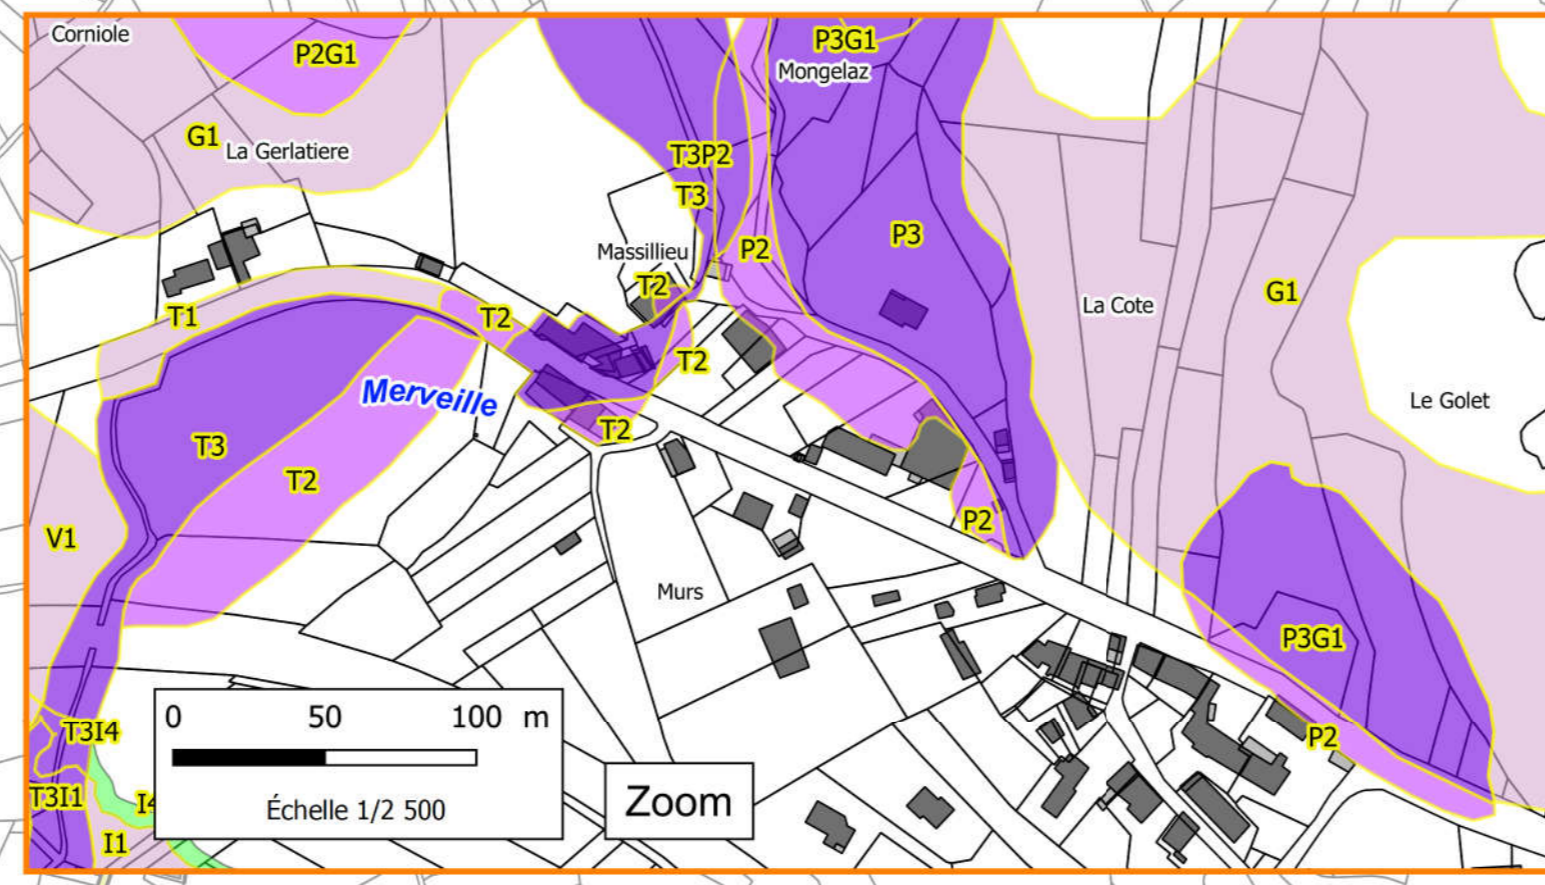 Corniole
P2G1
P3G1
Mongelaz
G1
La Gerlatiere
T3P2
T3
P2
P3
Massillieu
T2
G1
La Cote
T1
T2
T2
Merveille
Le Golet
T2
T3
T2
P2
V1
Murs
P3G1
T3I4
P2
T3I1
I1
0 50 100 m
Échelle 1/2 500
Zoom